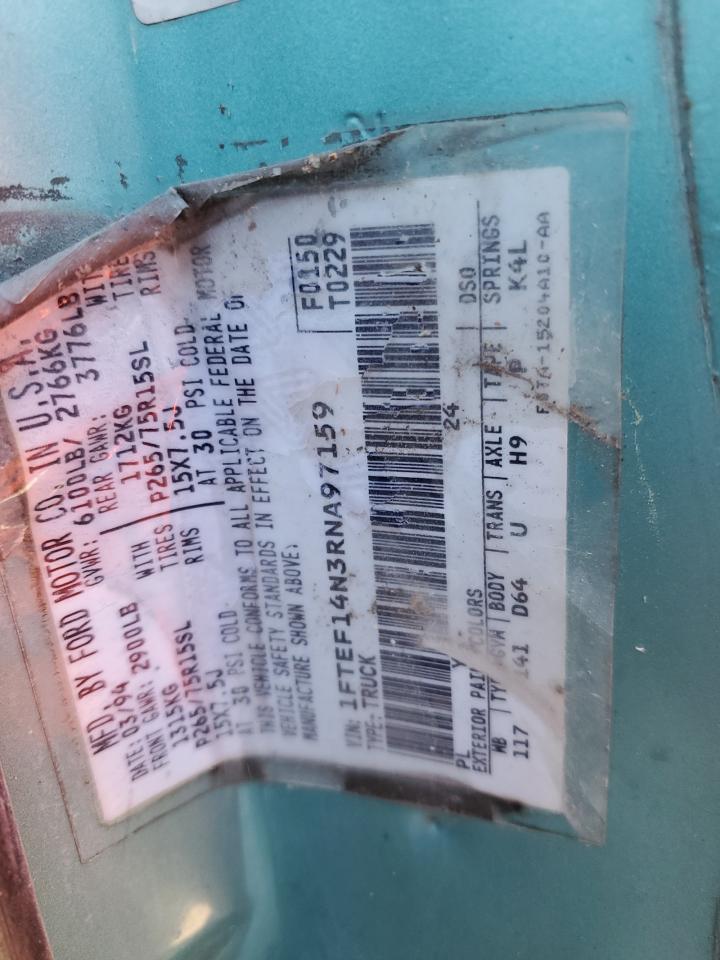 MFD. BY FORD MOTOR CO. IN U.S.A.
DATE: 03/94 GVWR: 6100LB/ 2766KG
FRONT GAWR: 2900LB REAR GAWR: 3776LB
1315KG WITH 1712KG WITH
P265/75R15SL TIRES P265/75R15SL TIRE
15X7.5J RIMS 15X7.5J RIMS
AT 30 PSI COLD AT 30 PSI COLD
THIS VEHICLE CONFORMS TO ALL APPLICABLE FEDERAL MOTOR
VEHICLE SAFETY STANDARDS IN EFFECT ON THE DATE OF
MANUFACTURE SHOWN ABOVE.
F0150
T0229
VIN: 1FTEF14N3RNA97159
TYPE: TRUCK
24
PL
EXTERIOR PAINT COLORS DSO
WB | TYPE GVW | BODY | TRANS | AXLE | TAPE | SPRINGS
117 141 D64 U H9 K4L
15204A10-AA